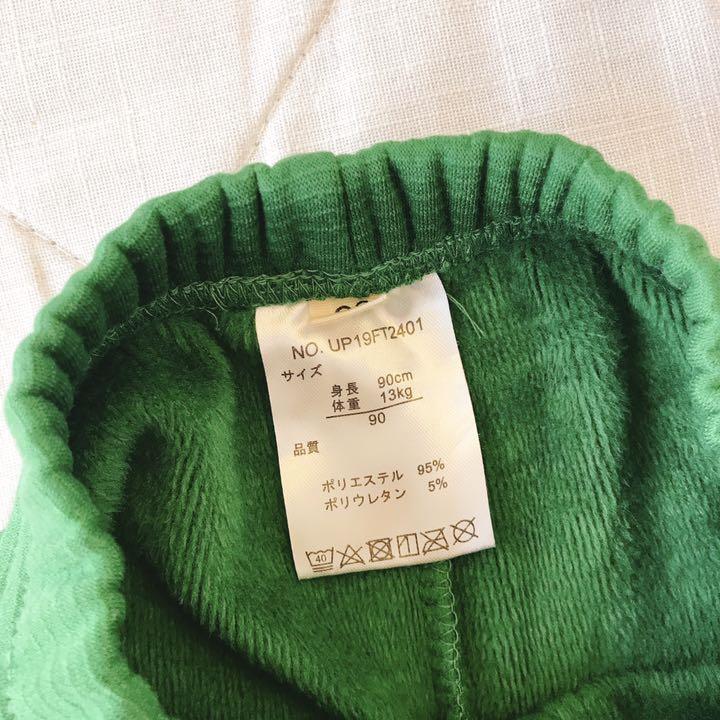 NO. UP19FT2401
サイズ
身長 90cm
体重 13kg
90
品質
ポリエステル 95%
ポリウレタン 5%
40